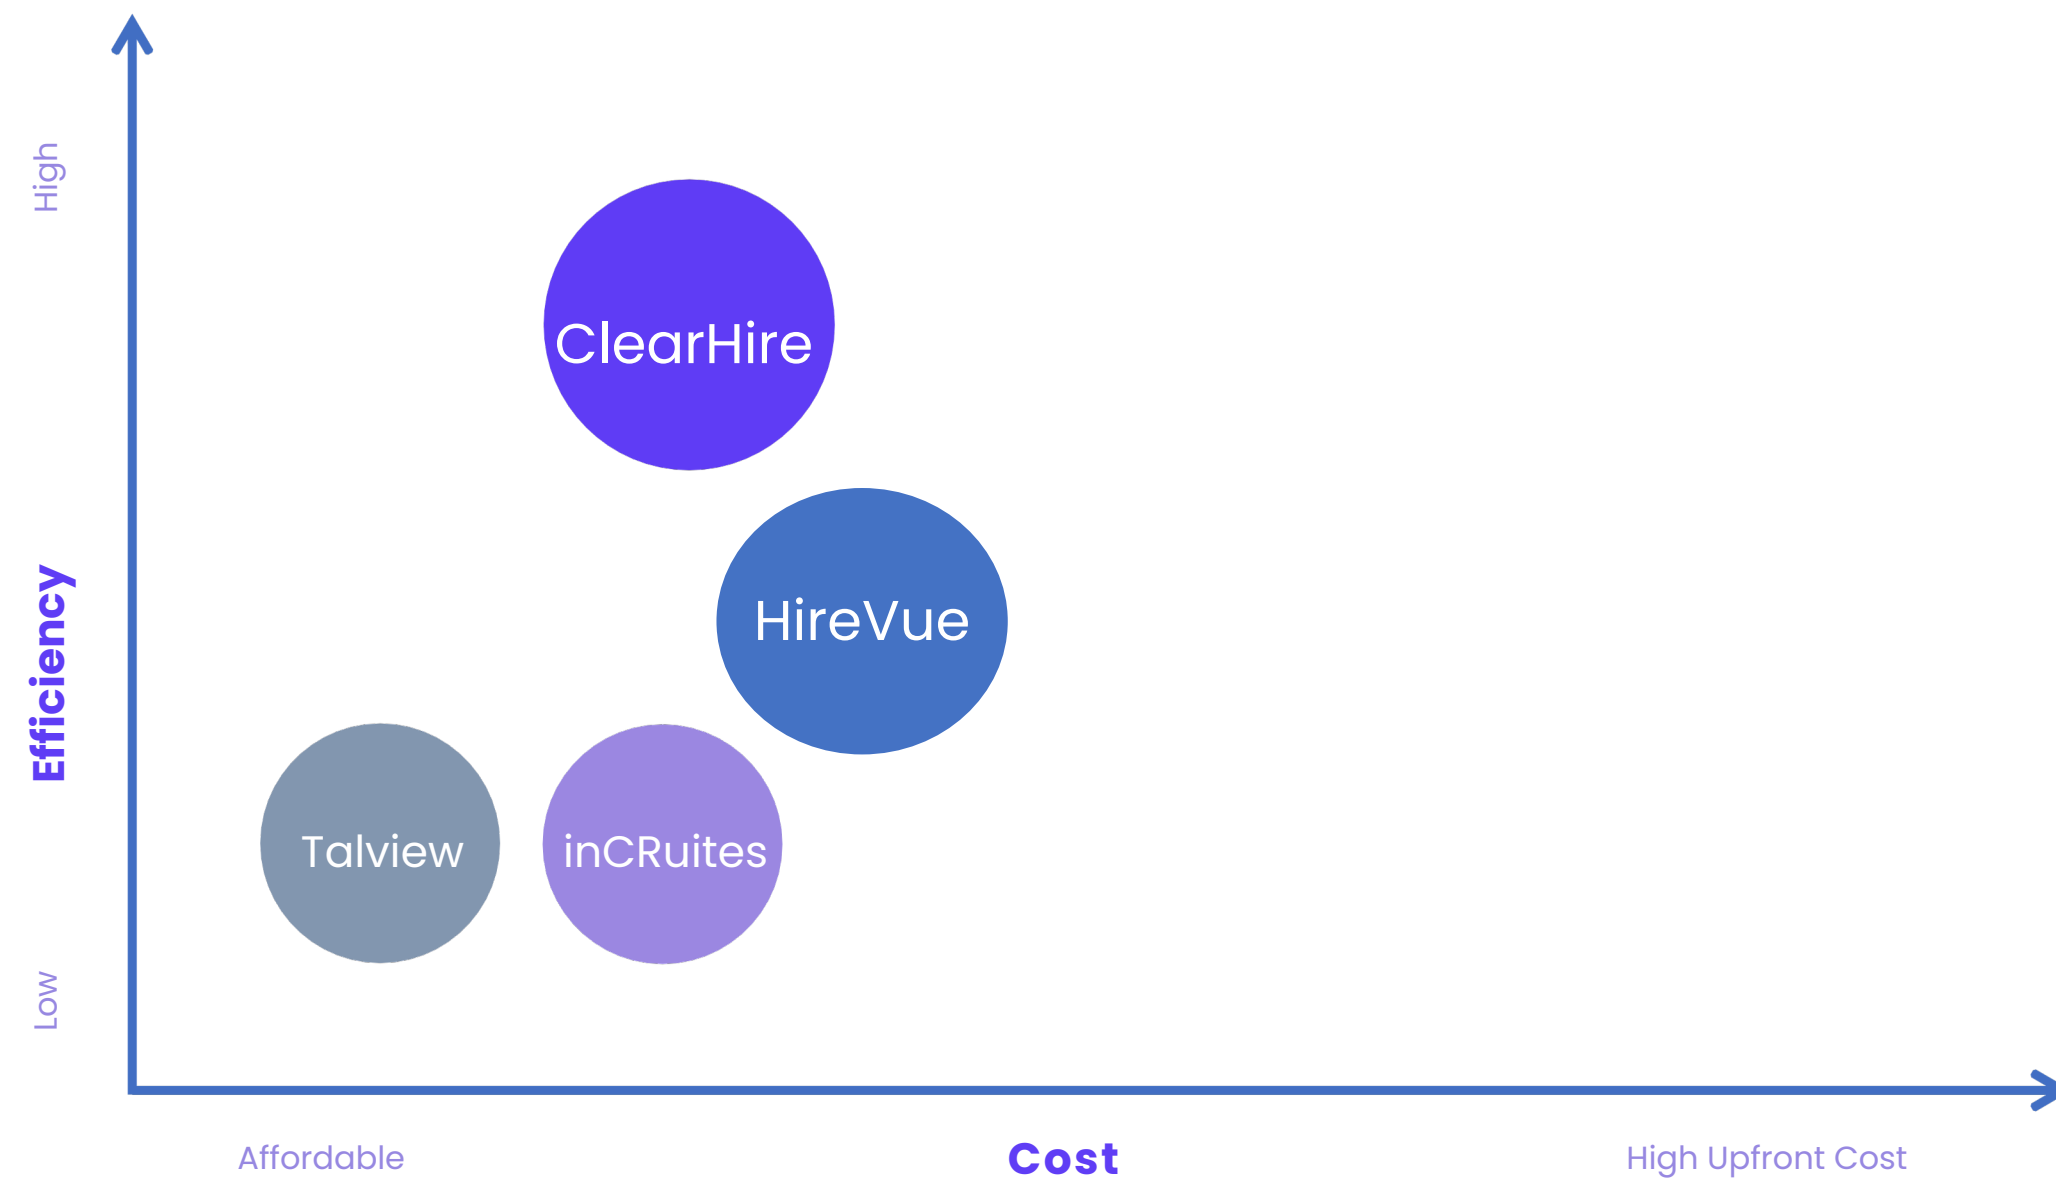 High
ClearHire
Efficiency
HireVue
Talview
inCRuites
Low
Affordable
Cost
High Upfront Cost